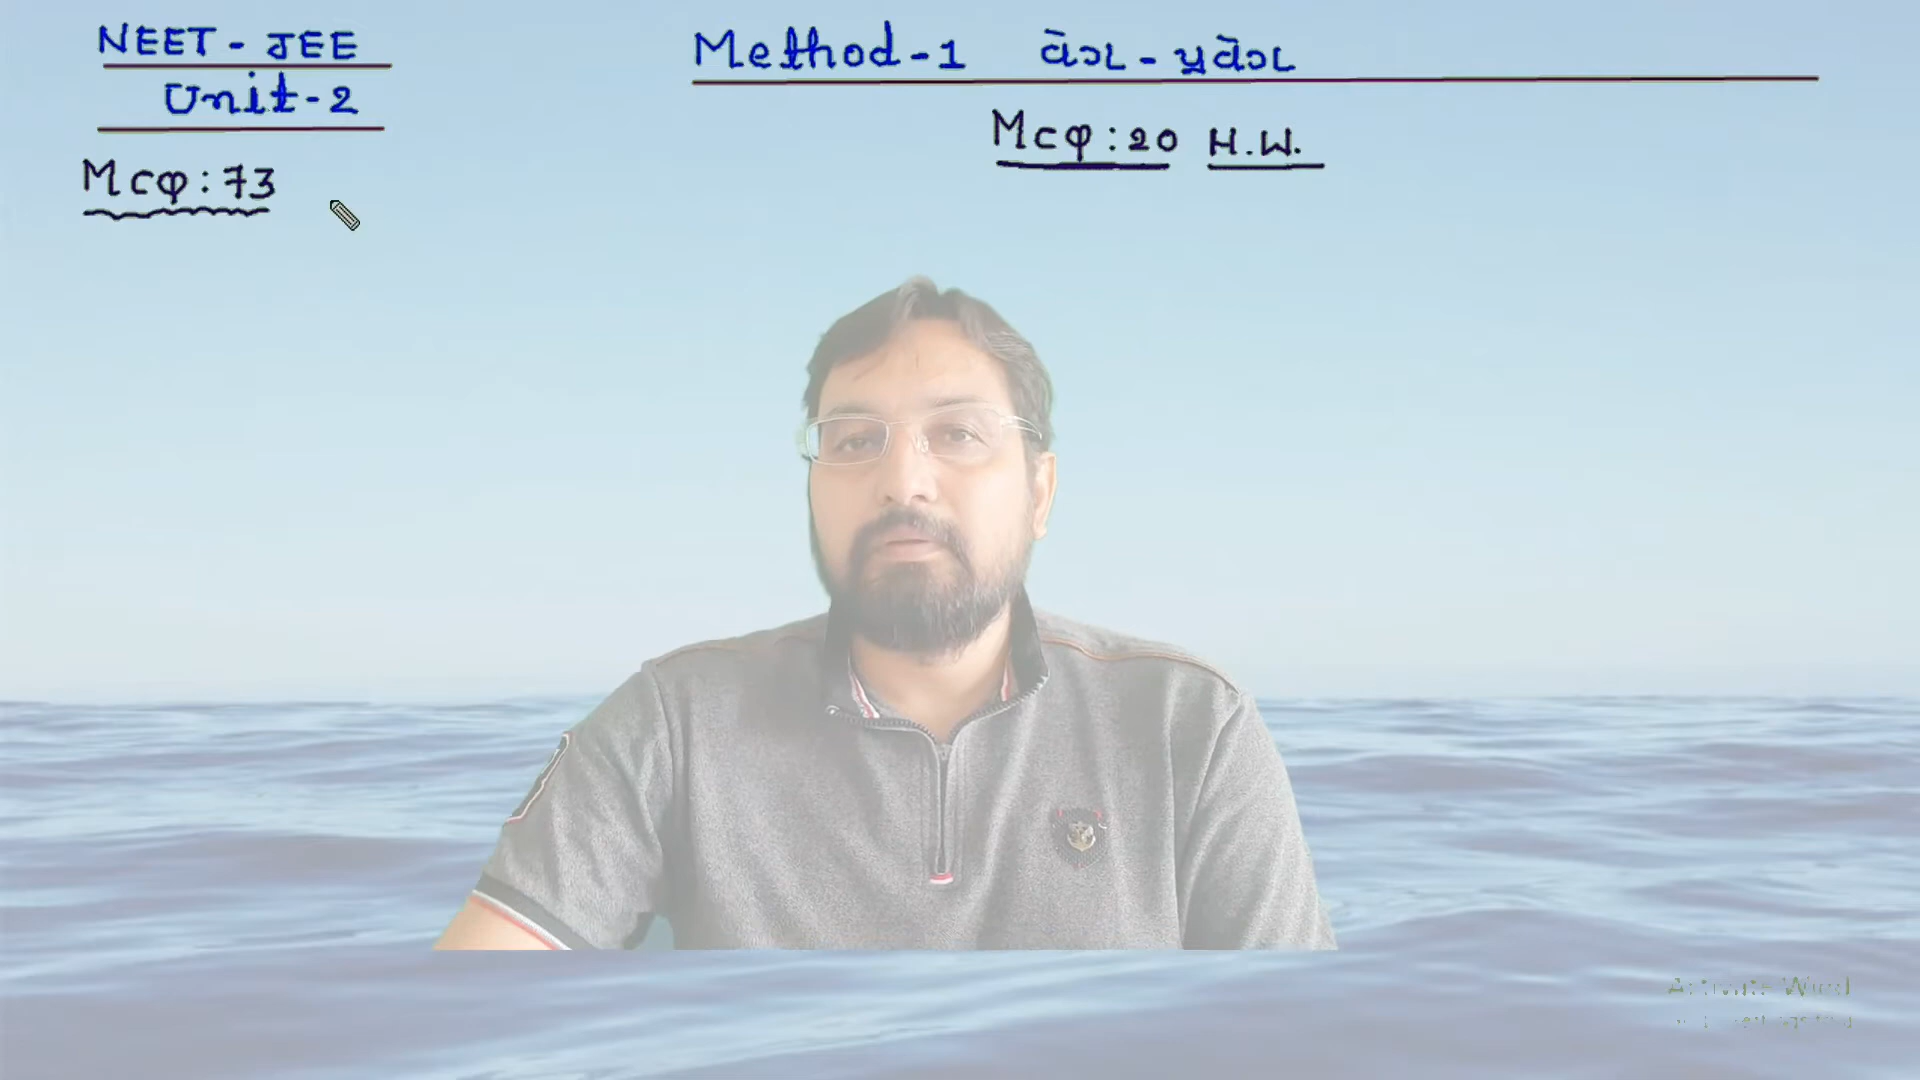 NEET - JEE
Unit - 2
MCQ : 73
Method - 1 વેગ - પ્રવેગ
MCQ : 20 H.W.